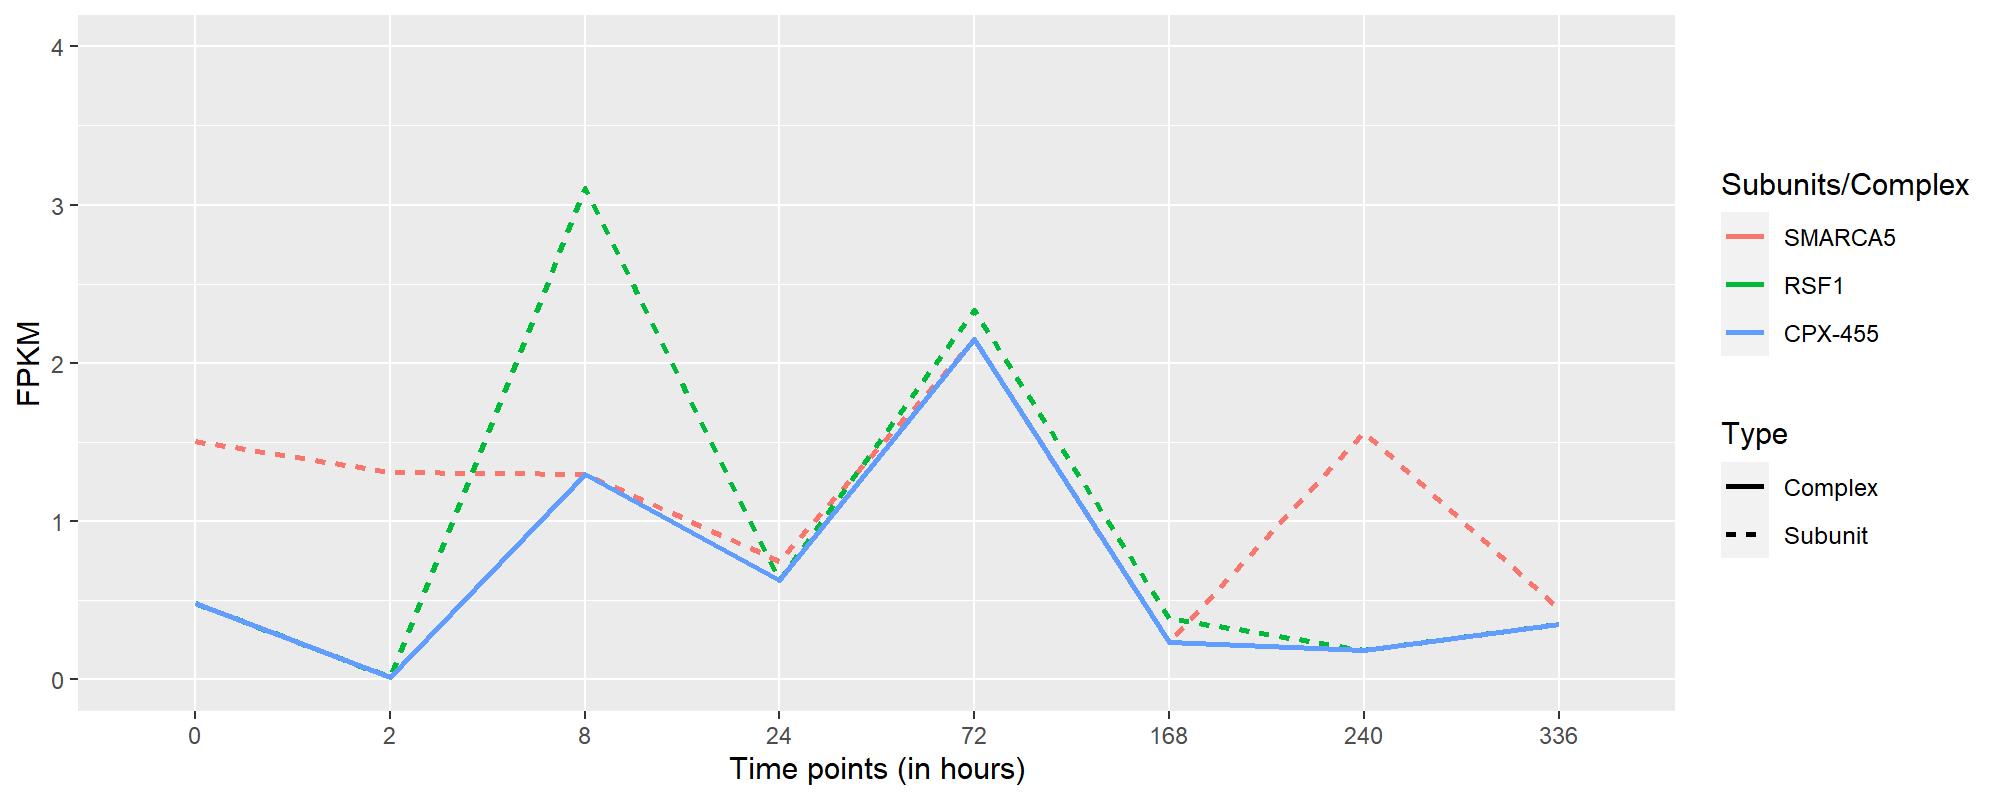 4
3
2
1
0
FPKM
0 2 8 24 72 168 240 336
Time points (in hours)
Subunits/Complex
SMARCA5
RSF1
CPX-455
Type
Complex
Subunit